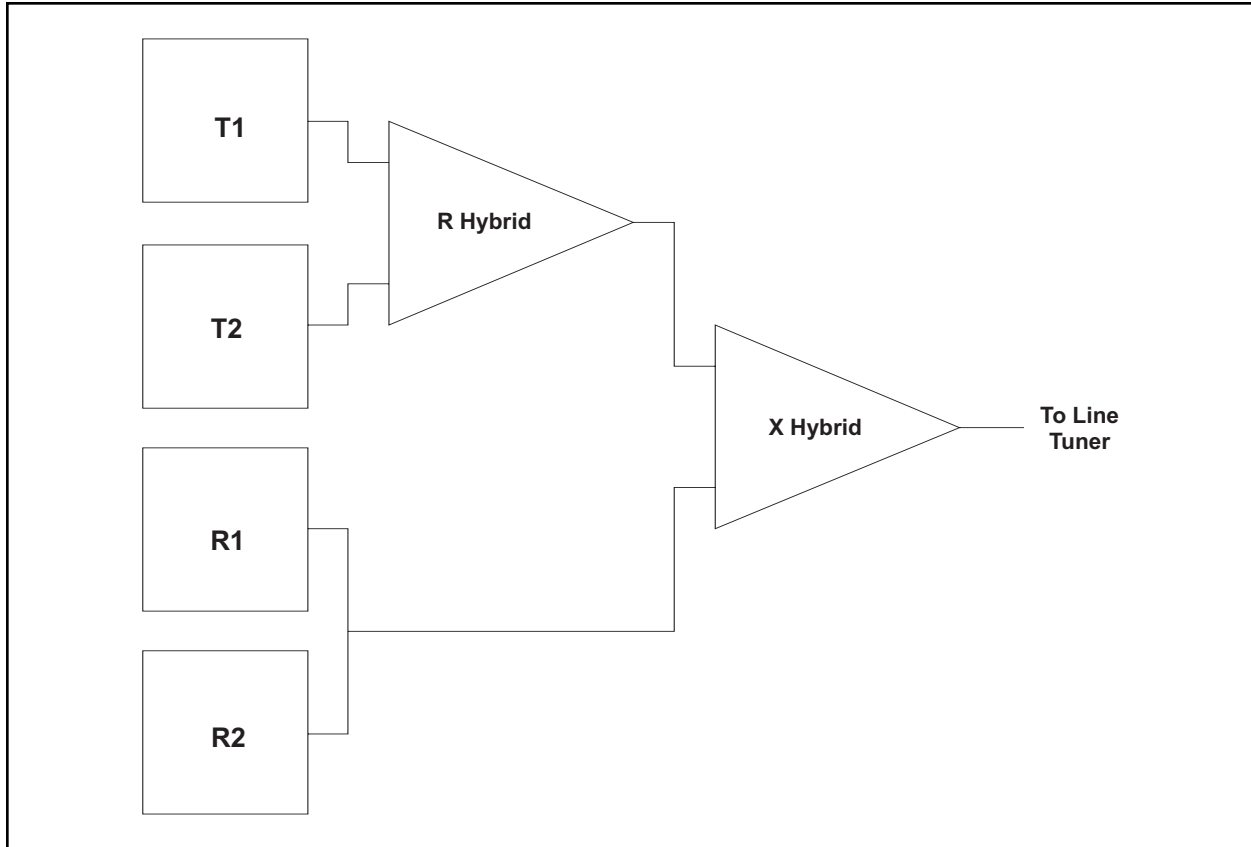 T1
R Hybrid
T2
X Hybrid
To Line
Tuner
R1
R2